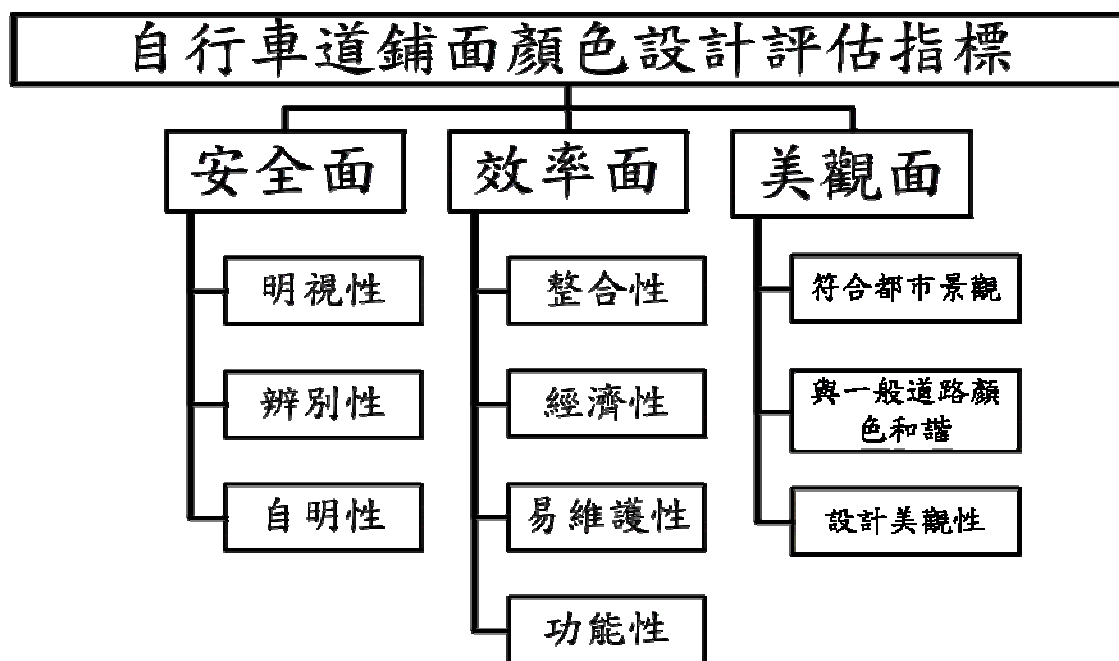 自行車道鋪面顏色設計評估指標
安全面
明視性
辨別性
自明性
效率面
整合性
經濟性
易維護性
功能性
美觀面
符合都市景觀
與一般道路顏
色和諧
設計美觀性